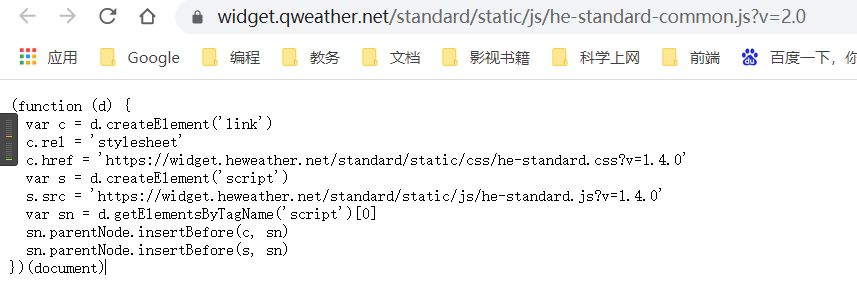 widget.qweather.net/standard/static/js/he-standard-common.js?v=2.0
应用 Google 编程 教务 文档 影视书籍 科学上网 前端 百度一下，你
(function (d) {
  var c = d.createElement('link')
  c.rel = 'stylesheet'
  c.href = 'https://widget.heweather.net/standard/static/css/he-standard.css?v=1.4.0'
  var s = d.createElement('script')
  s.src = 'https://widget.heweather.net/standard/static/js/he-standard.js?v=1.4.0'
  var sn = d.getElementsByTagName('script')[0]
  sn.parentNode.insertBefore(c, sn)
  sn.parentNode.insertBefore(s, sn)
})(document)